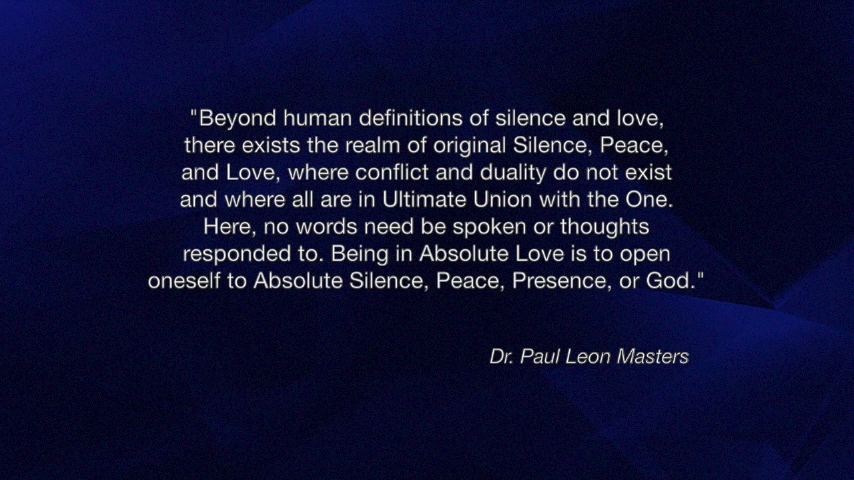 "Beyond human definitions of silence and love,
there exists the realm of original Silence, Peace,
and Love, where conflict and duality do not exist
and where all are in Ultimate Union with the One.
Here, no words need be spoken or thoughts
responded to. Being in Absolute Love is to open
oneself to Absolute Silence, Peace, Presence, or God."
Dr. Paul Leon Masters